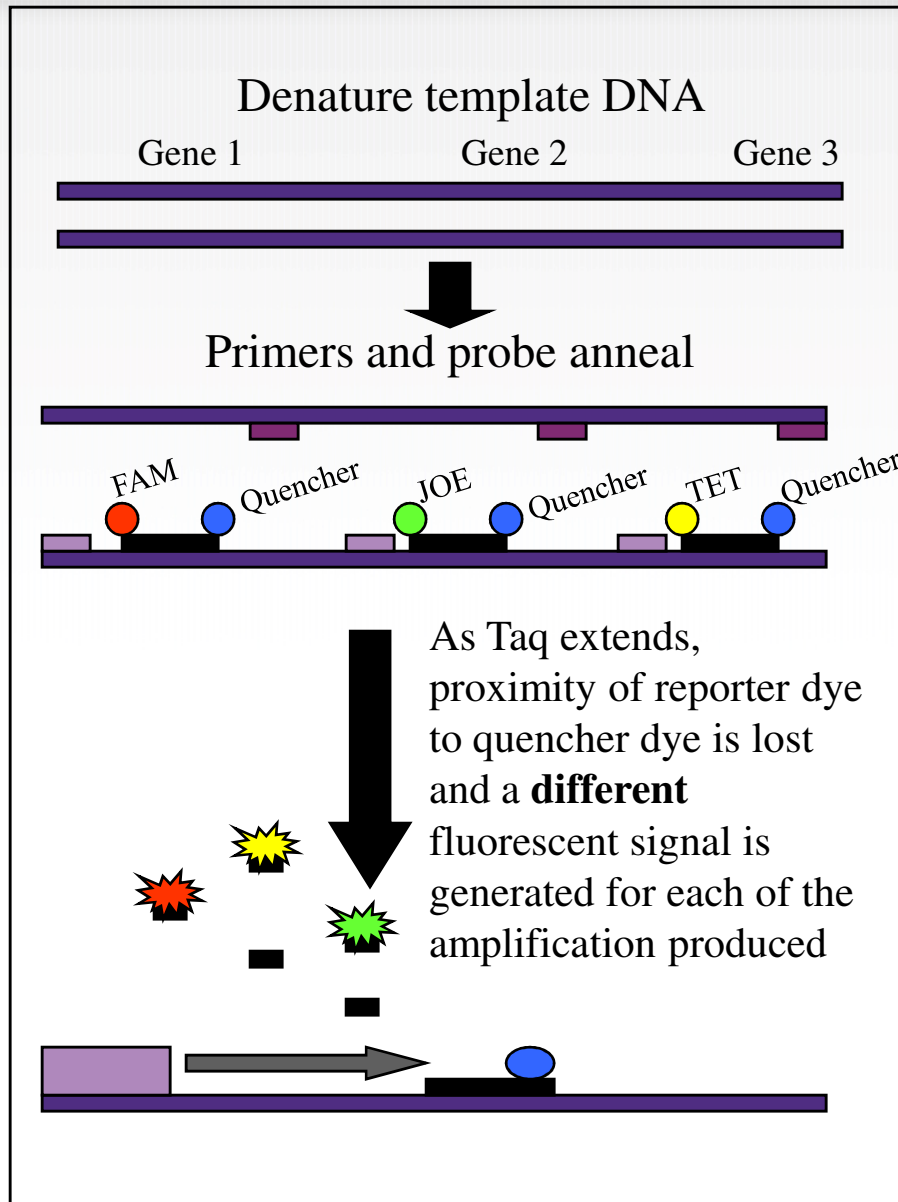 Denature template DNA
Gene 1 Gene 2 Gene 3
Primers and probe anneal
FAM Quencher JOE Quencher TET Quencher
As Taq extends,
proximity of reporter dye
to quencher dye is lost
and a different
fluorescent signal is
generated for each of the
amplification produced